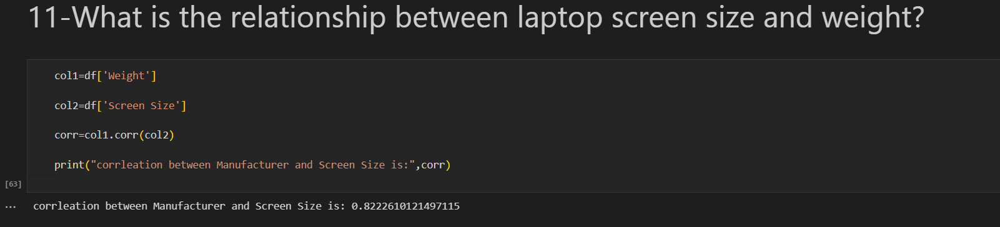 11-What is the relationship between laptop screen size and weight?
col1=df['Weight']
col2=df['Screen Size']
corr=col1.corr(col2)
print("corrleation between Manufacturer and Screen Size is:",corr)
[63]
... corrleation between Manufacturer and Screen Size is: 0.8222610121497115